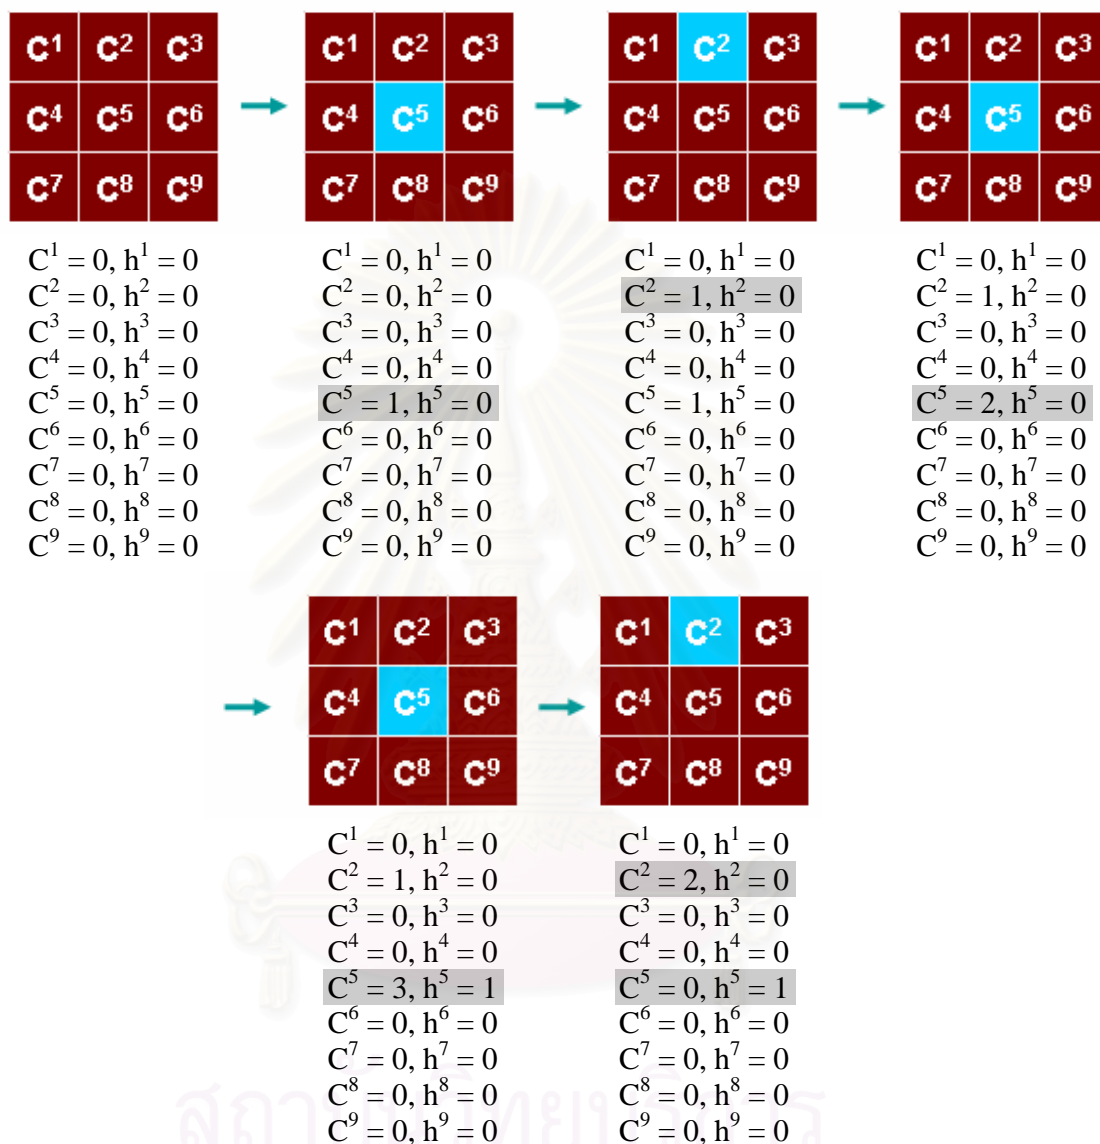 C¹ C² C³ C¹ C² C³ C¹ C² C³ C¹ C² C³
C⁴ C⁵ C⁶ C⁴ C⁵ C⁶ C⁴ C⁵ C⁶ C⁴ C⁵ C⁶
C⁷ C⁸ C⁹ C⁷ C⁸ C⁹ C⁷ C⁸ C⁹ C⁷ C⁸ C⁹
C¹ = 0, h¹ = 0 C¹ = 0, h¹ = 0 C¹ = 0, h¹ = 0 C¹ = 0, h¹ = 0
C² = 0, h² = 0 C² = 0, h² = 0 C² = 1, h² = 0 C² = 1, h² = 0
C³ = 0, h³ = 0 C³ = 0, h³ = 0 C³ = 0, h³ = 0 C³ = 0, h³ = 0
C⁴ = 0, h⁴ = 0 C⁴ = 0, h⁴ = 0 C⁴ = 0, h⁴ = 0 C⁴ = 0, h⁴ = 0
C⁵ = 0, h⁵ = 0 C⁵ = 1, h⁵ = 0 C⁵ = 1, h⁵ = 0 C⁵ = 2, h⁵ = 0
C⁶ = 0, h⁶ = 0 C⁶ = 0, h⁶ = 0 C⁶ = 0, h⁶ = 0 C⁶ = 0, h⁶ = 0
C⁷ = 0, h⁷ = 0 C⁷ = 0, h⁷ = 0 C⁷ = 0, h⁷ = 0 C⁷ = 0, h⁷ = 0
C⁸ = 0, h⁸ = 0 C⁸ = 0, h⁸ = 0 C⁸ = 0, h⁸ = 0 C⁸ = 0, h⁸ = 0
C⁹ = 0, h⁹ = 0 C⁹ = 0, h⁹ = 0 C⁹ = 0, h⁹ = 0 C⁹ = 0, h⁹ = 0
C¹ C² C³ C¹ C² C³
C⁴ C⁵ C⁶ C⁴ C⁵ C⁶
C⁷ C⁸ C⁹ C⁷ C⁸ C⁹
C¹ = 0, h¹ = 0 C¹ = 0, h¹ = 0
C² = 1, h² = 0 C² = 2, h² = 0
C³ = 0, h³ = 0 C³ = 0, h³ = 0
C⁴ = 0, h⁴ = 0 C⁴ = 0, h⁴ = 0
C⁵ = 3, h⁵ = 1 C⁵ = 0, h⁵ = 1
C⁶ = 0, h⁶ = 0 C⁶ = 0, h⁶ = 0
C⁷ = 0, h⁷ = 0 C⁷ = 0, h⁷ = 0
C⁸ = 0, h⁸ = 0 C⁸ = 0, h⁸ = 0
C⁹ = 0, h⁹ = 0 C⁹ = 0, h⁹ = 0
สถาบันวิทยบริการ